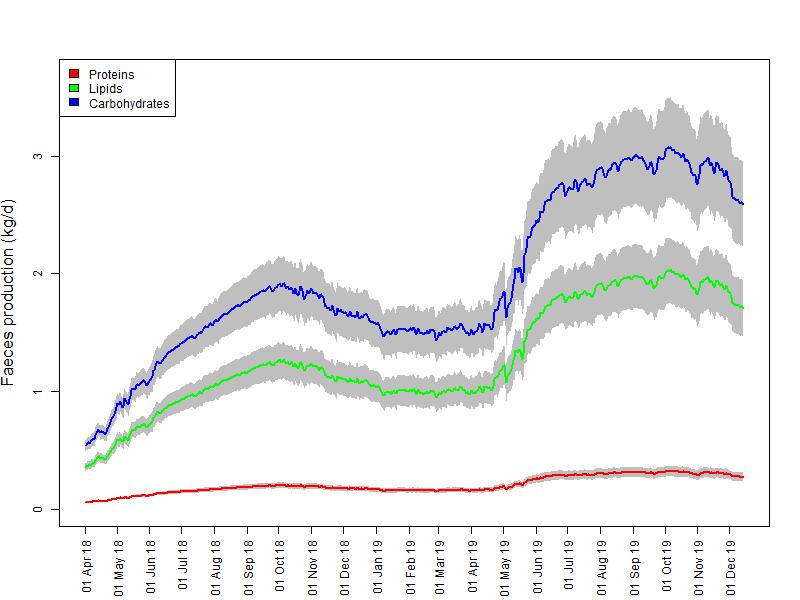 Proteins
Lipids
Carbohydrates
Faeces production (kg/d)
3
2
1
0
01 Apr 18
01 May 18
01 Jun 18
01 Jul 18
01 Aug 18
01 Sep 18
01 Oct 18
01 Nov 18
01 Dec 18
01 Jan 19
01 Feb 19
01 Mar 19
01 Apr 19
01 May 19
01 Jun 19
01 Jul 19
01 Aug 19
01 Sep 19
01 Oct 19
01 Nov 19
01 Dec 19